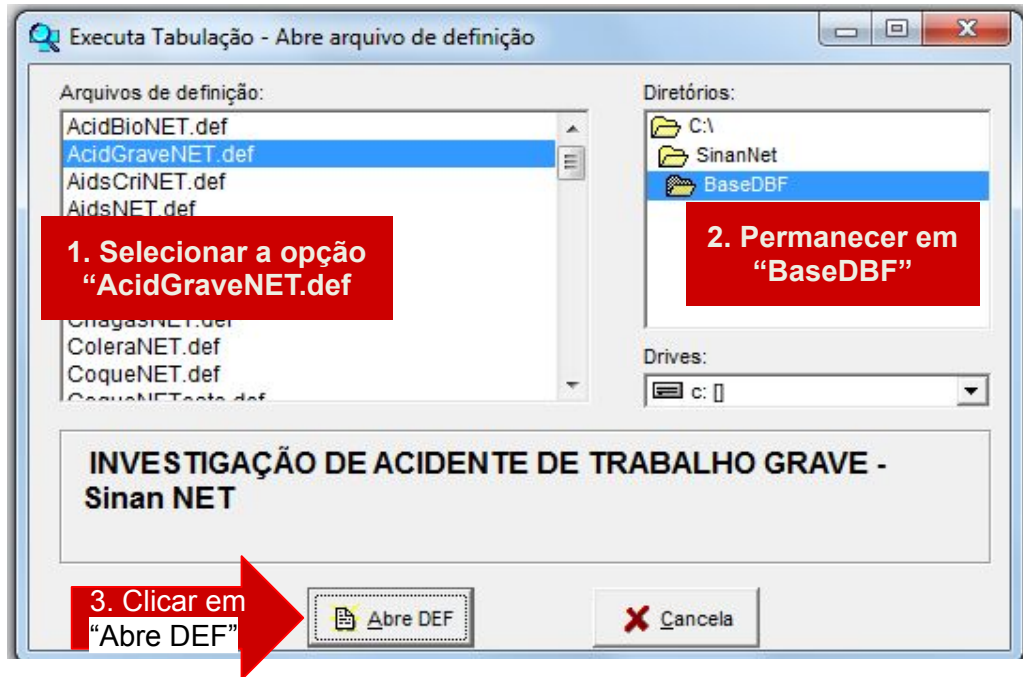 Executa Tabulação - Abre arquivo de definição
Arquivos de definição:
AcidBioNET.def
AcidGraveNET.def
AidsCriNET.def
AidsNET.def
1. Selecionar a opção
“AcidGraveNET.def
ChagasNET.def
ColeraNET.def
CoqueNET.def
Diretórios:
C:\
SinanNet
BaseDBF
2. Permanecer em
“BaseDBF”
Drives:
c: []
INVESTIGAÇÃO DE ACIDENTE DE TRABALHO GRAVE -
Sinan NET
3. Clicar em
“Abre DEF”
Abre DEF
Cancela